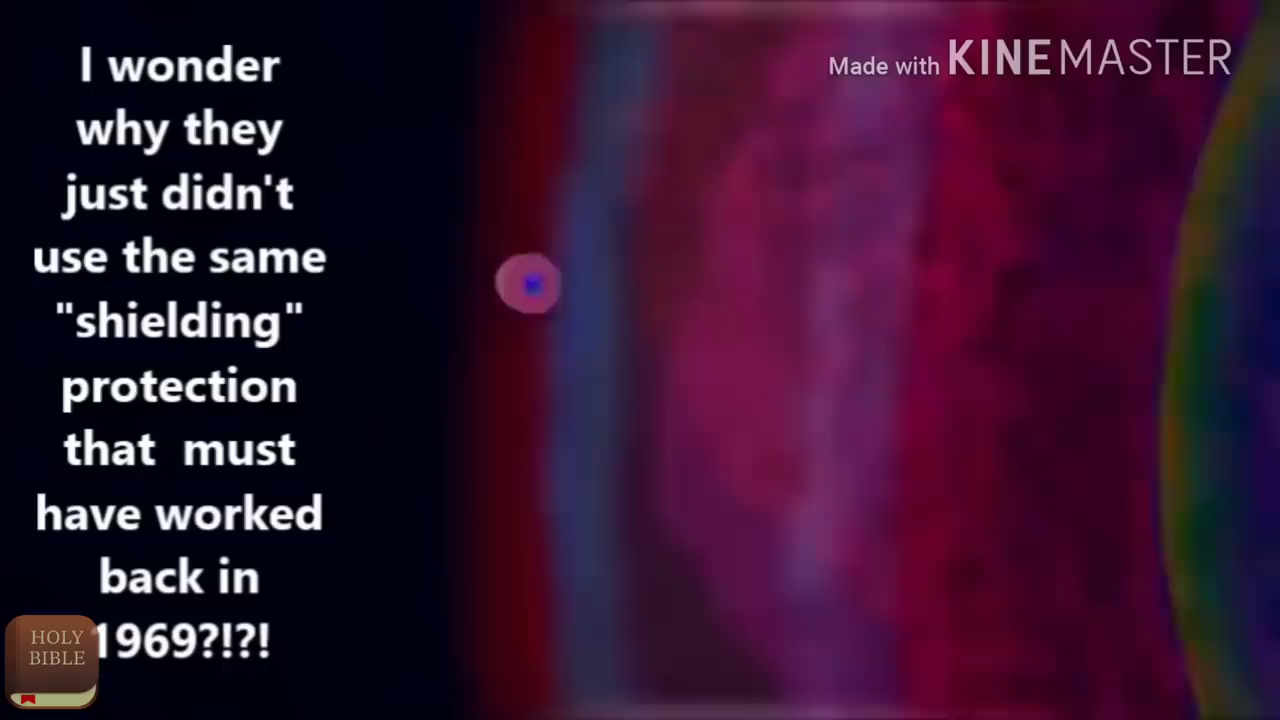 I wonder
why they
just didn't
use the same
"shielding"
protection
that  must
have worked
back in
1969?!?!
Made with KINEMASTER
HOLY
BIBLE